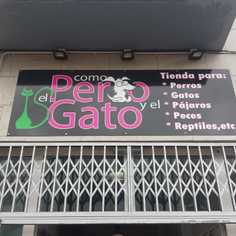 como
el Perro
y el
Gato
Tienda para:
* Perros
* Gatos
* Pájaros
* Peces
* Reptiles,etc